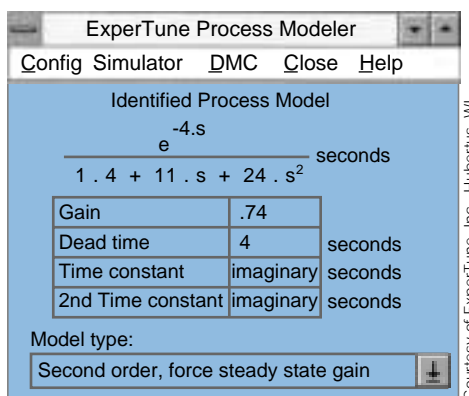 ExperTune Process Modeler
Config Simulator DMC Close Help
Identified Process Model
e -4.s
1 . 4 + 11 . s + 24 . s²
seconds
Gain .74
Dead time 4 seconds
Time constant imaginary seconds
2nd Time constant imaginary seconds
Model type:
Second order, force steady state gain
Courtesy of ExperTune, Inc., Hubertus, WI